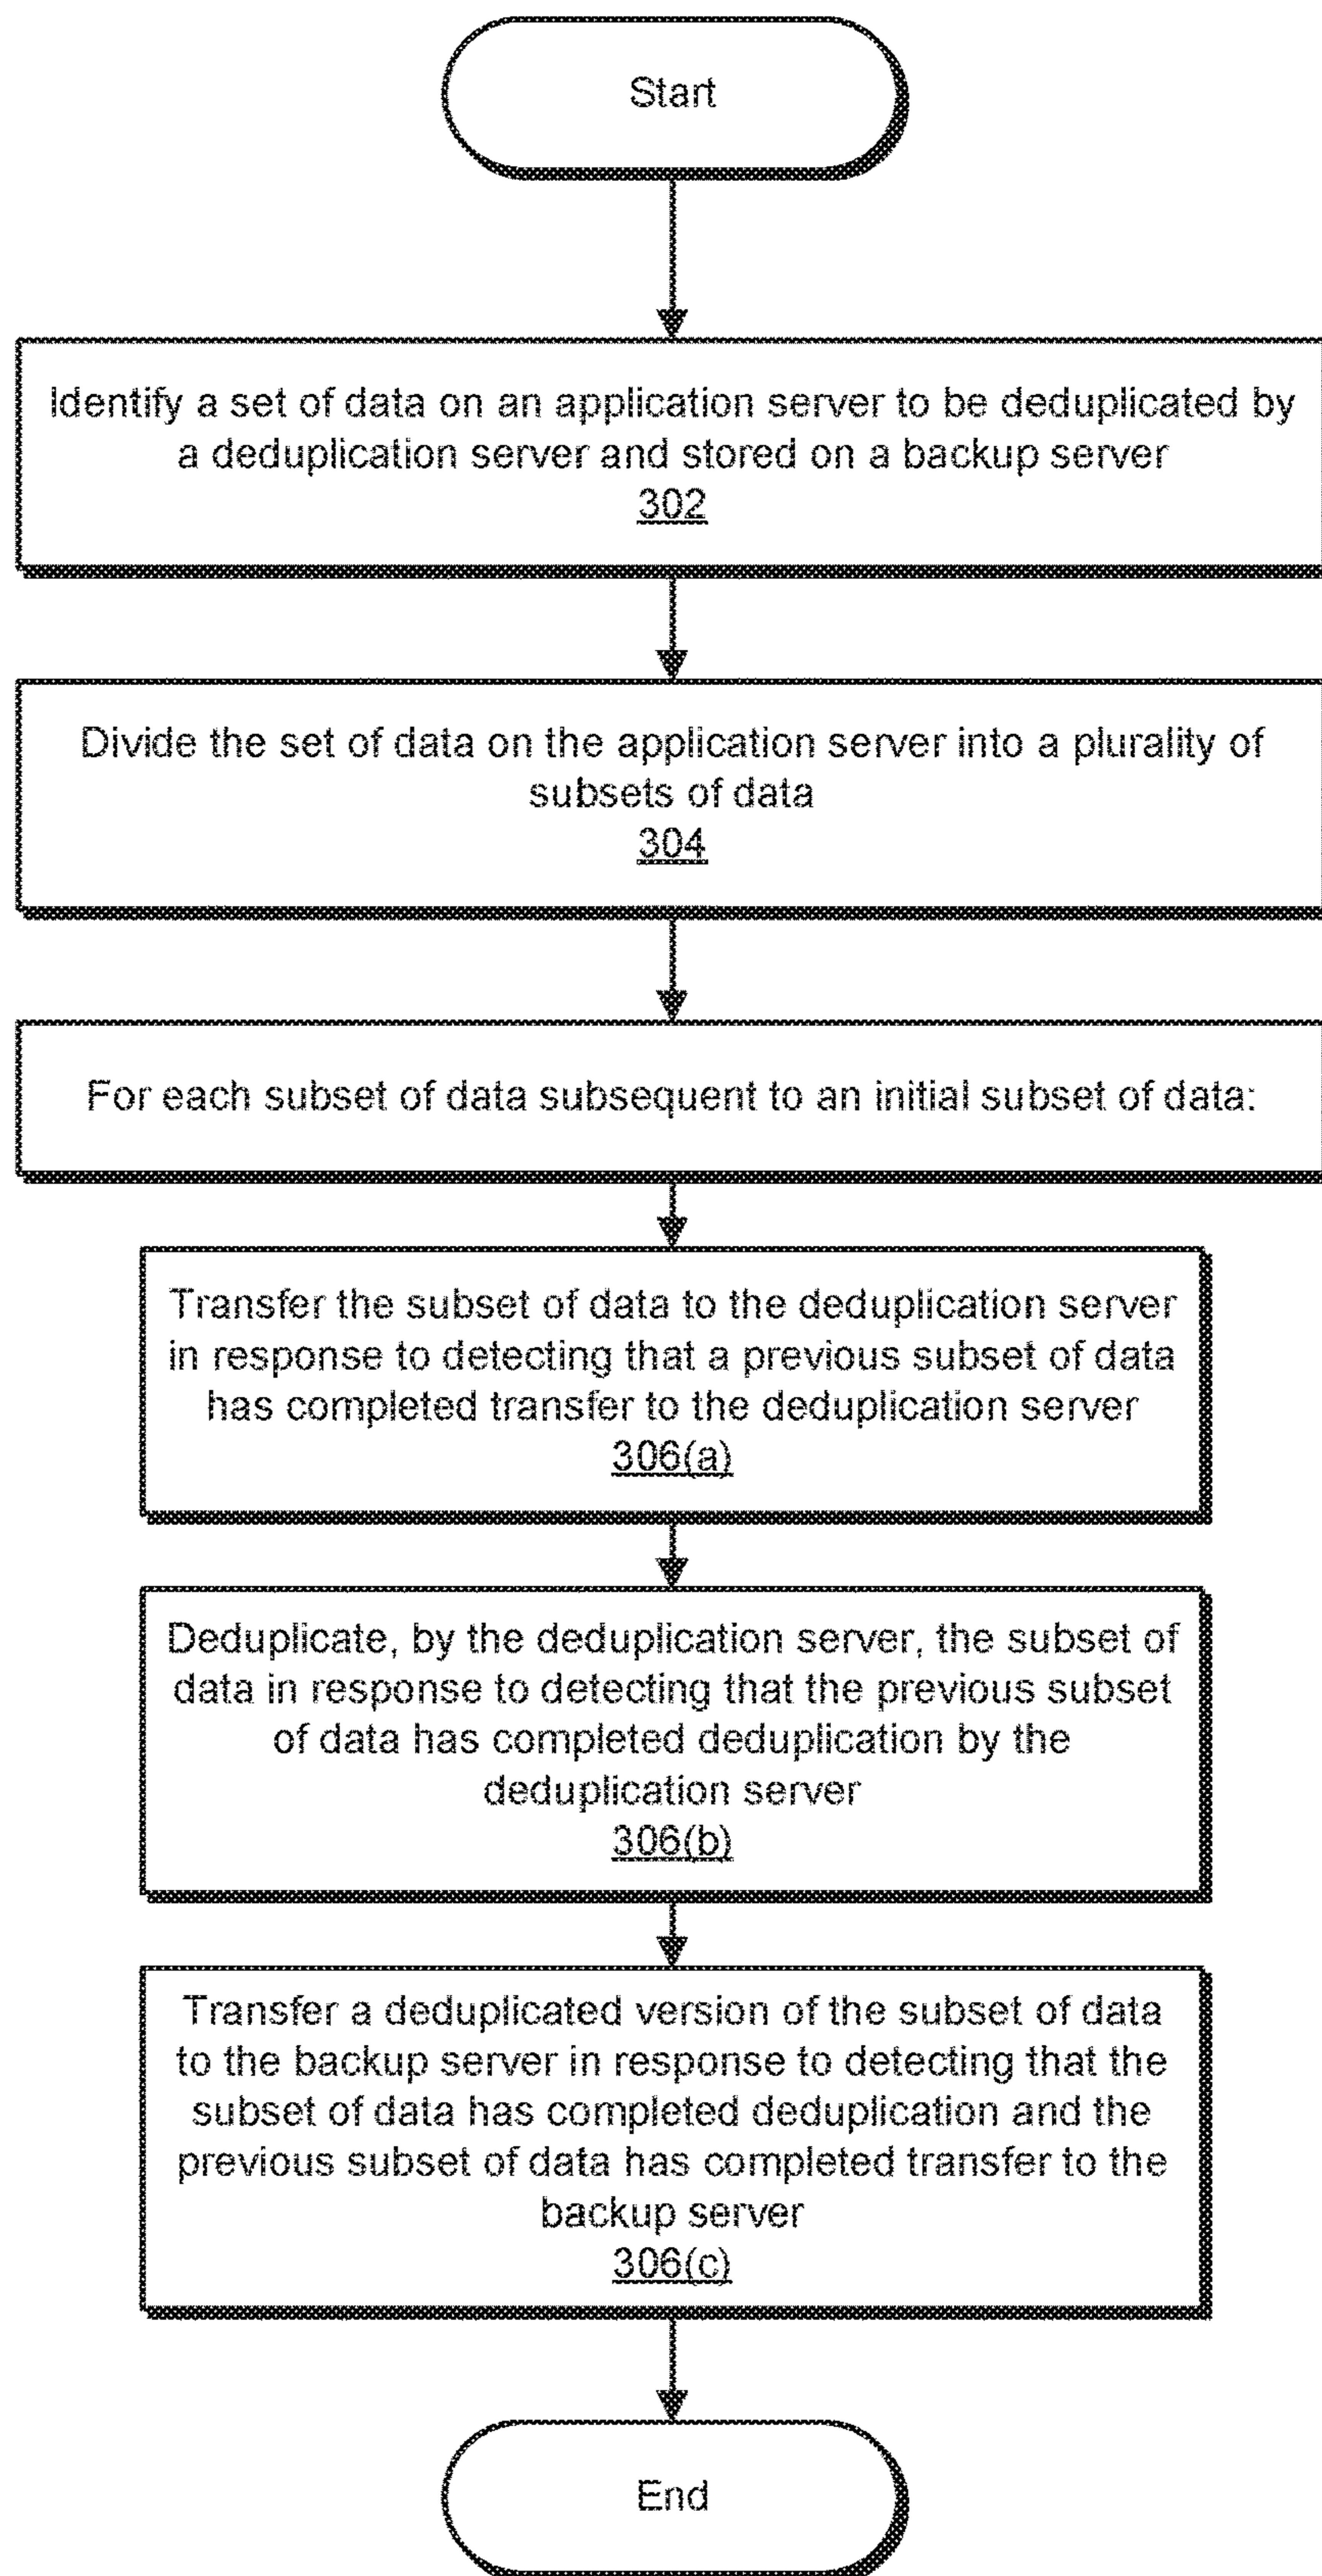 Start
Identify a set of data on an application server to be deduplicated by
a deduplication server and stored on a backup server
302
Divide the set of data on the application server into a plurality of
subsets of data
304
For each subset of data subsequent to an initial subset of data:
Transfer the subset of data to the deduplication server
in response to detecting that a previous subset of data
has completed transfer to the deduplication server
306(a)
Deduplicate, by the deduplication server, the subset of
data in response to detecting that the previous subset
of data has completed deduplication by the
deduplication server
306(b)
Transfer a deduplicated version of the subset of data
to the backup server in response to detecting that the
subset of data has completed deduplication and the
previous subset of data has completed transfer to the
backup server
306(c)
End